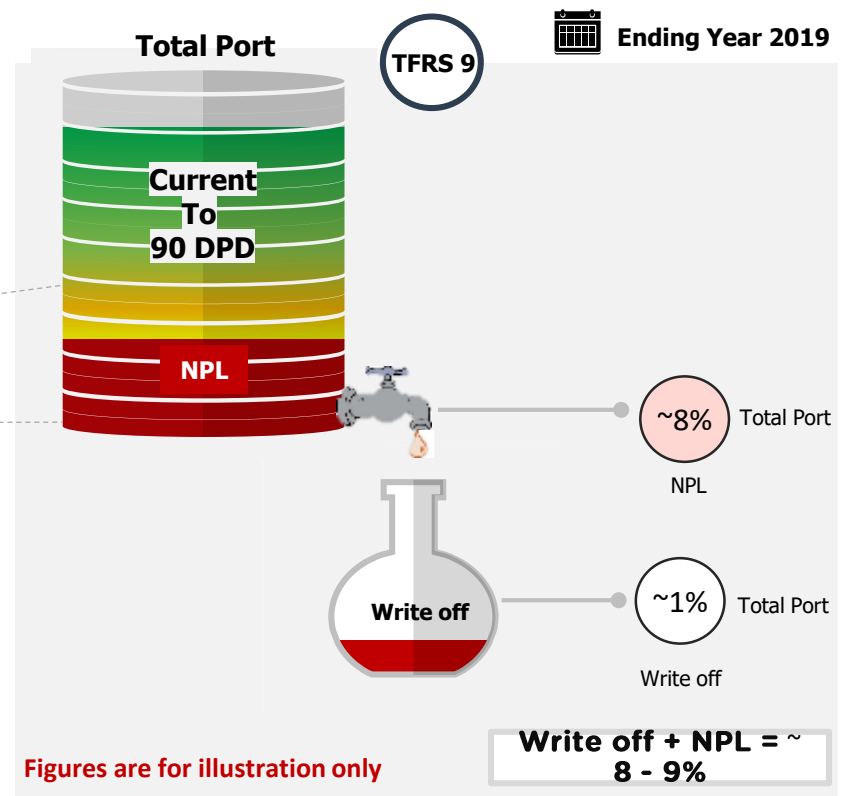 Total Port
TFRS 9
Ending Year 2019
Current
To
90 DPD
NPL
~8%
Total Port
NPL
Write off
~1%
Total Port
Write off
Write off + NPL = ~
8 - 9%
Figures are for illustration only